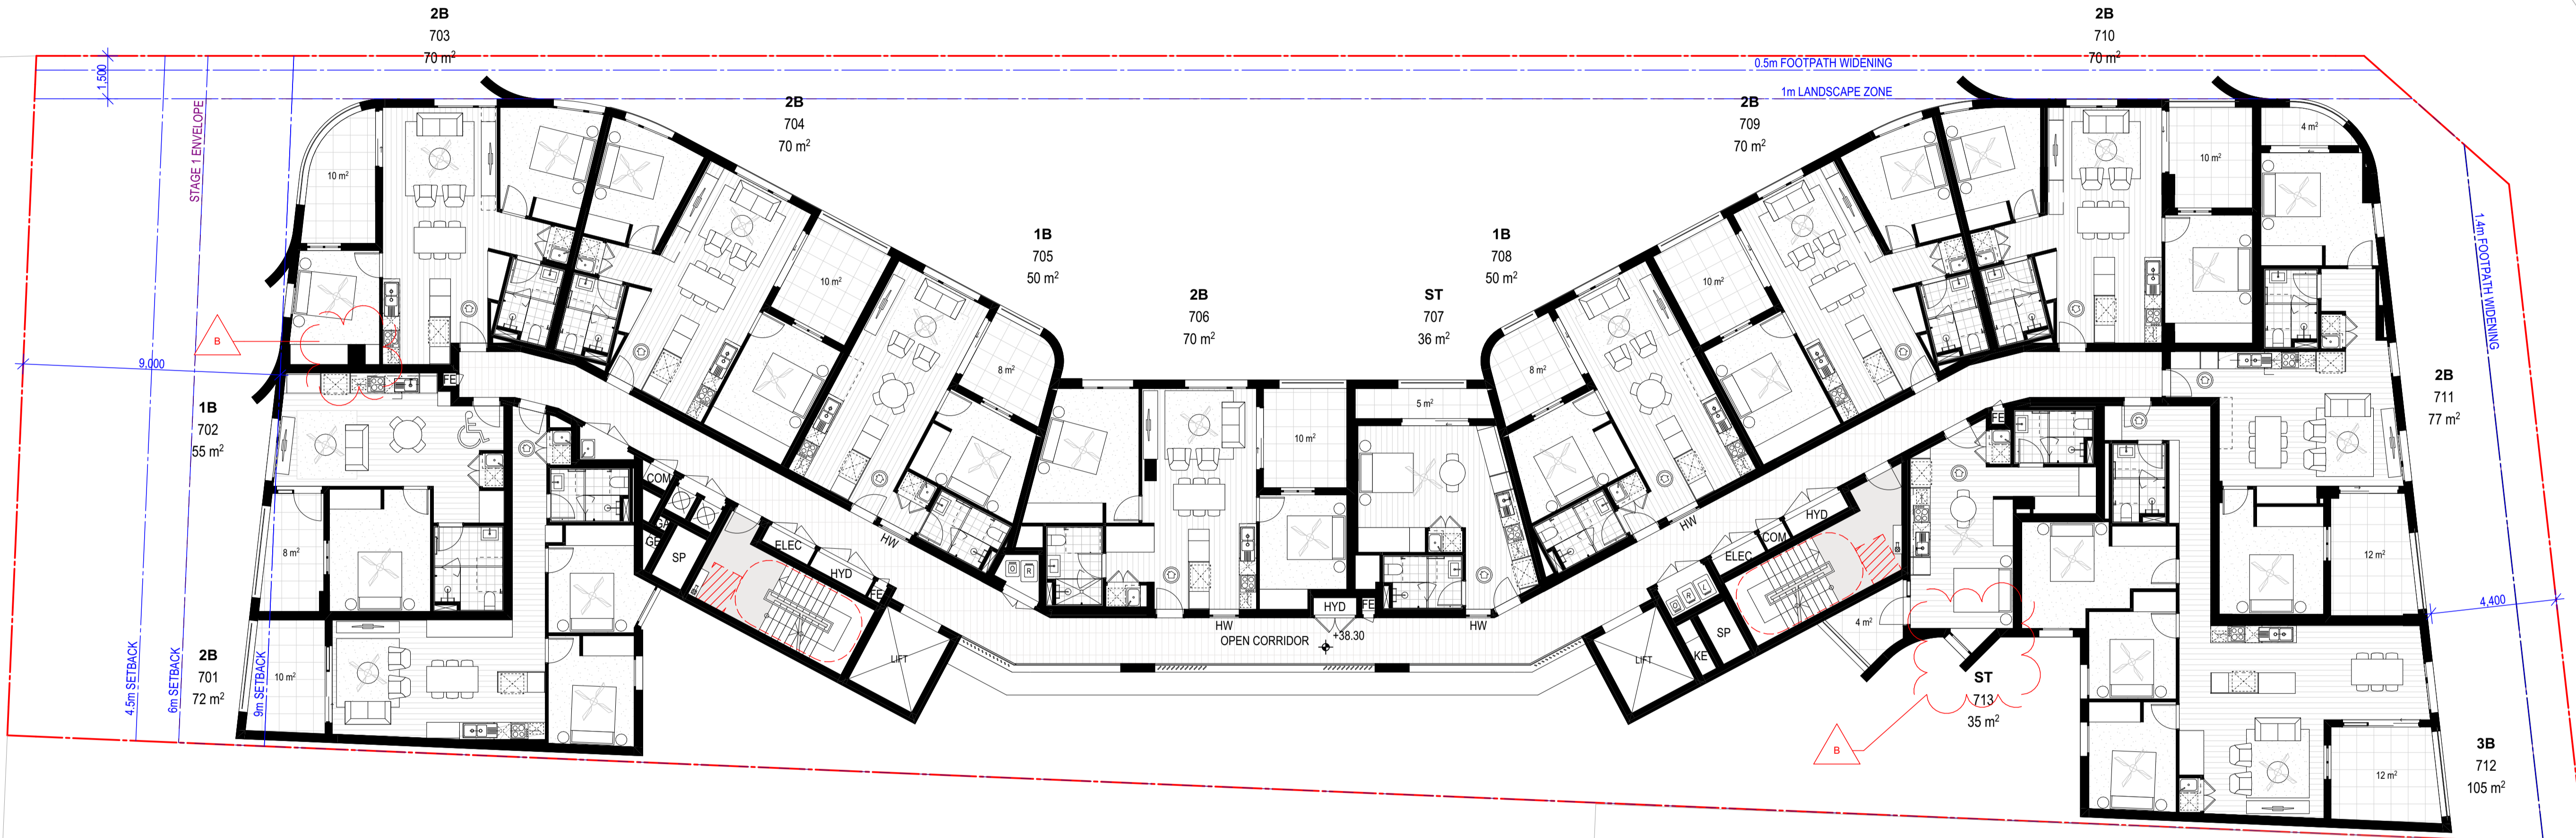 2B
703
70 m²
2B
710
70 m²
0.5m FOOTPATH WIDENING
1m LANDSCAPE ZONE
1,500
STAGE 1 ENVELOPE
2B
704
70 m²
2B
709
70 m²
4 m²
10 m²
10 m²
10 m²
10 m²
1.4m FOOTPATH WIDENING
1B
705
50 m²
1B
708
50 m²
2B
706
70 m²
ST
707
36 m²
B
9,000
8 m²
8 m²
FE
1B
702
55 m²
5 m²
10 m²
2B
711
77 m²
FE
COM
GE
SP
ELEC
HYD
FE
HW
HYD
COM
ELEC
HW
8 m²
12 m²
HYD
FE
HW
HW
+38.30
OPEN CORRIDOR
LIFT
LIFT
KE
SP
4 m²
4,400
2B
701
72 m²
10 m²
4.5m SETBACK
6m SETBACK
9m SETBACK
ST
713
35 m²
B
12 m²
3B
712
105 m²